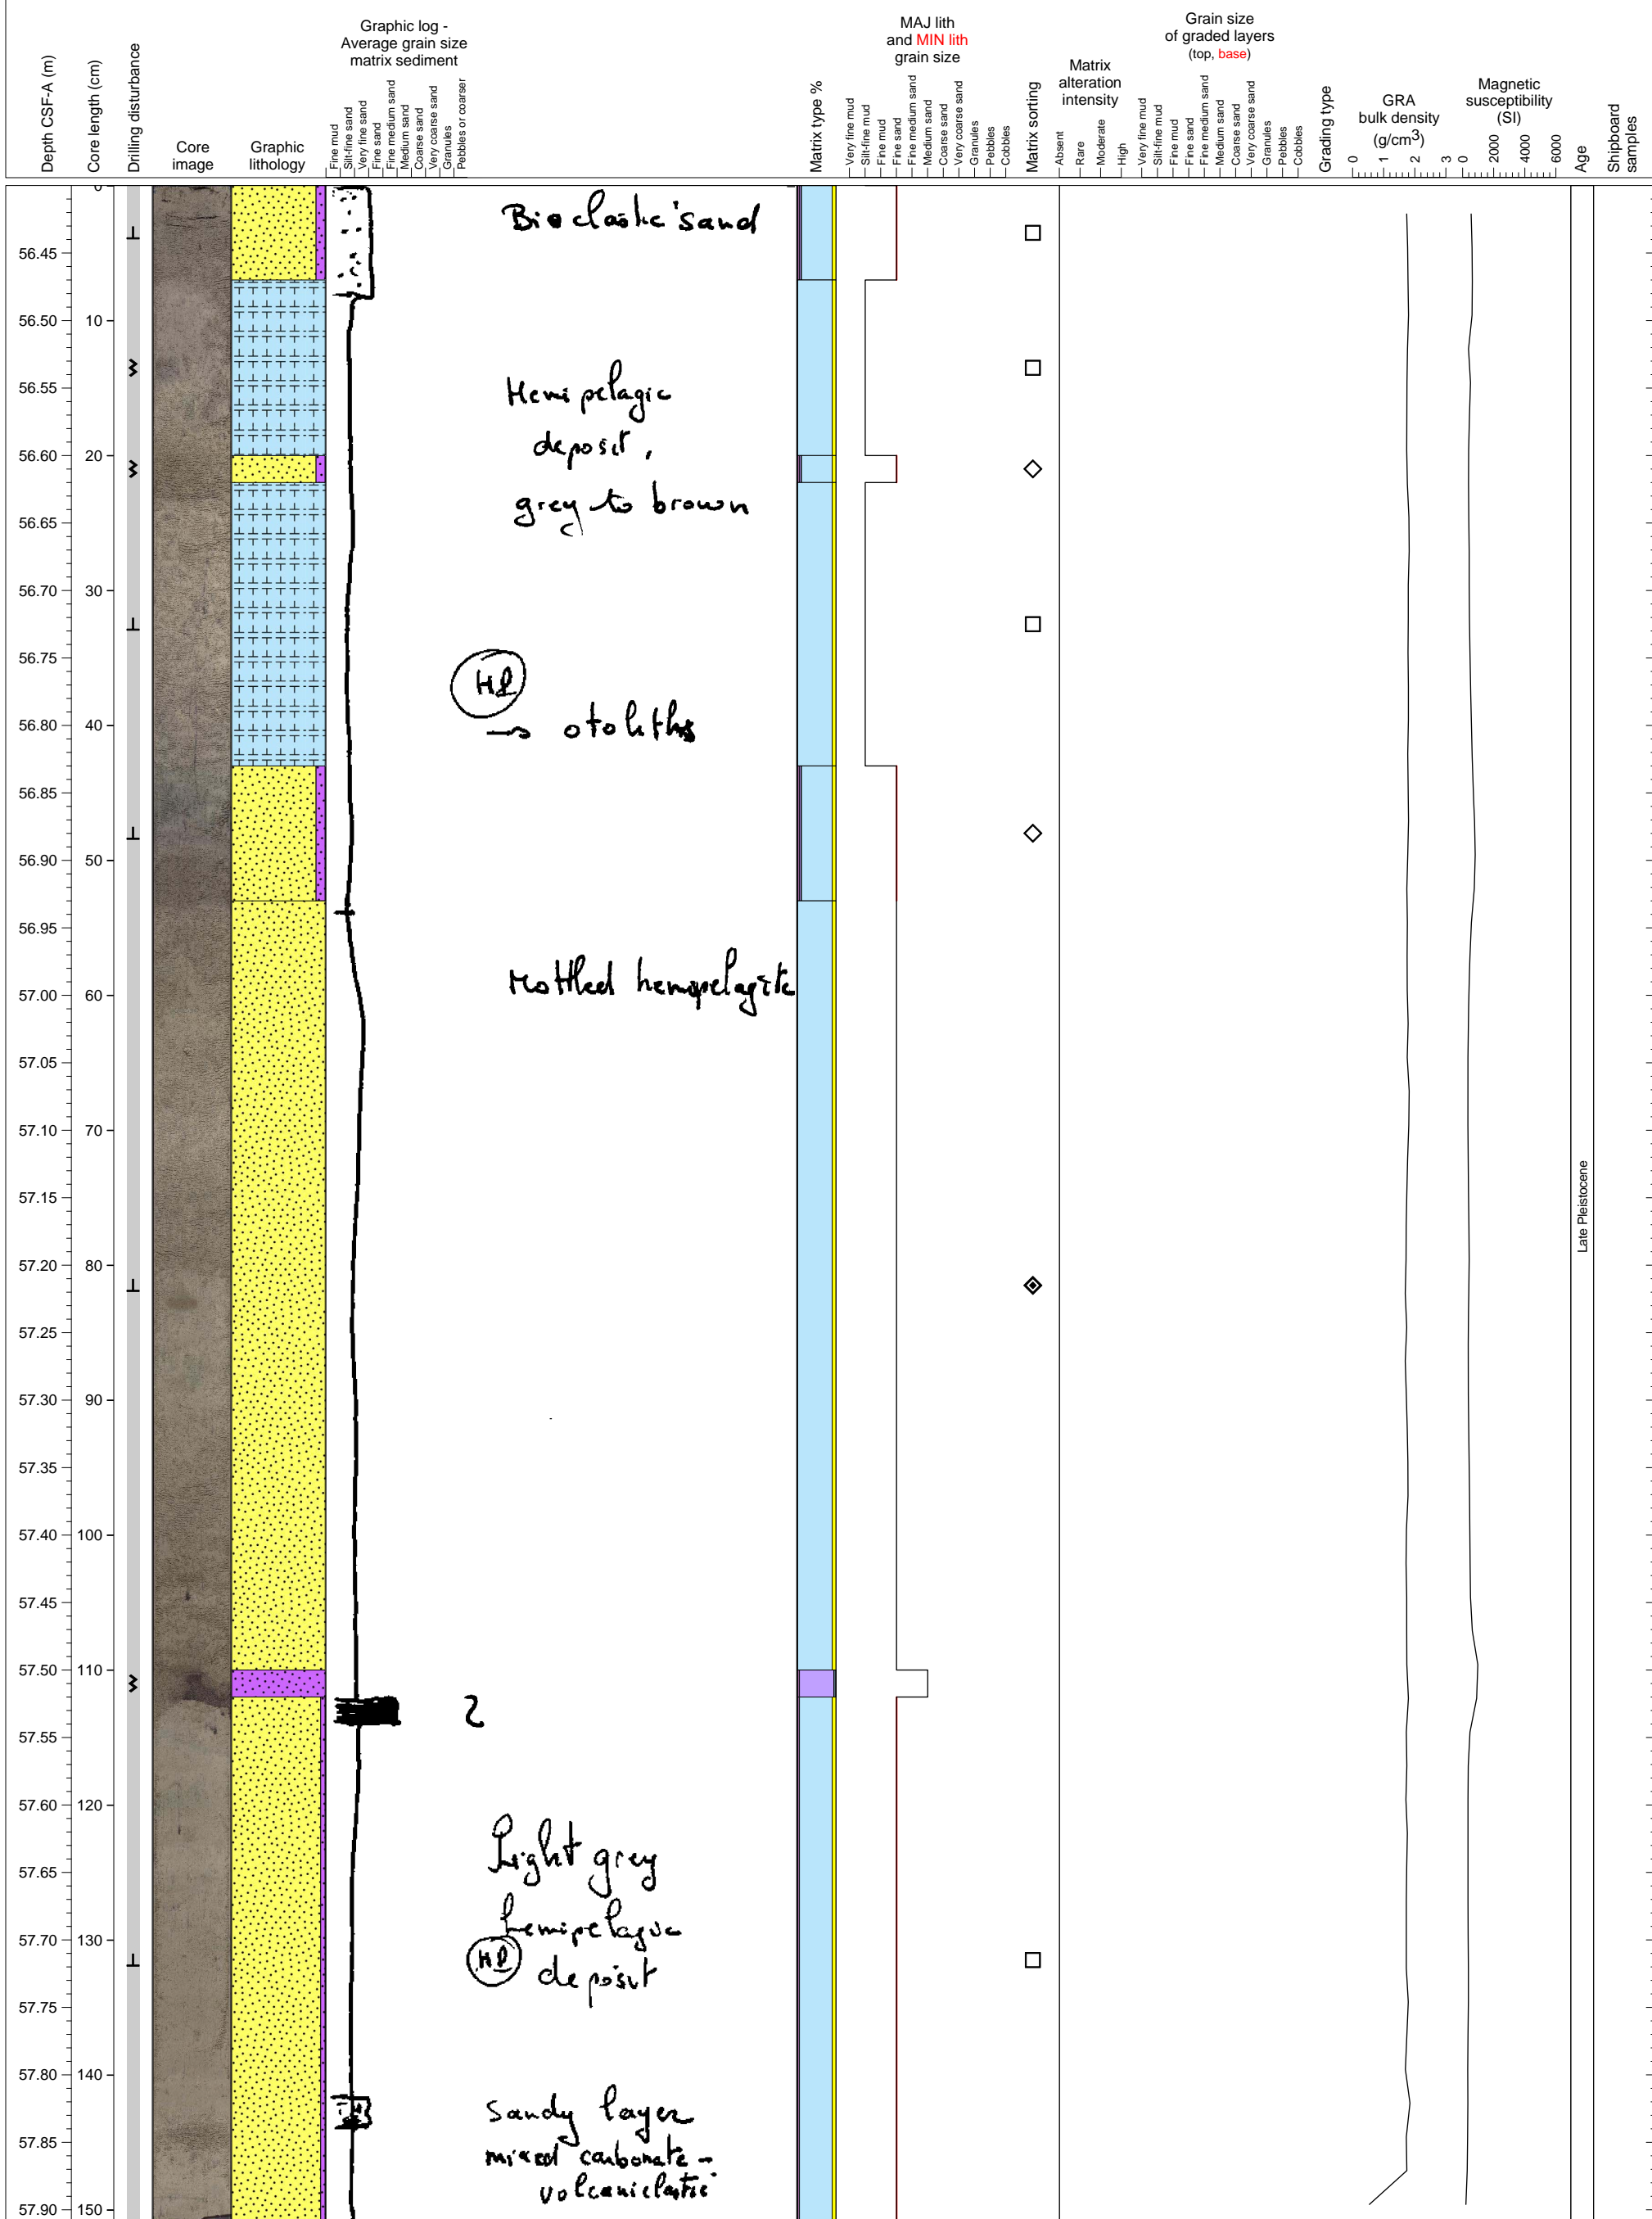 Graphic log -
Average grain size
matrix sediment
MAJ lith
and MIN lith
grain size
Grain size
of graded layers
(top, base)
Matrix
alteration
intensity
GRA
bulk density
(g/cm3)
Magnetic
susceptibility
(SI)
Depth CSF-A (m)
Core length (cm)
Drilling disturbance
Core
image
Graphic
lithology
Fine mud
Silt-fine sand
Very fine sand
Fine sand
Fine medium sand
Medium sand
Coarse sand
Very coarse sand
Granules
Pebbles or coarser
Matrix type %
Very fine mud
Silt-fine mud
Fine mud
Fine sand
Fine medium sand
Medium sand
Coarse sand
Very coarse sand
Granules
Pebbles
Cobbles
Matrix sorting
Absent
Rare
Moderate
High
Very fine mud
Silt-fine mud
Fine mud
Fine sand
Fine medium sand
Medium sand
Coarse sand
Very coarse sand
Granules
Pebbles
Cobbles
Grading type
0 1 2 3
0 2000 4000 6000
Age
Shipboard
samples
0
56.45
56.50 10
56.55
56.60 20
56.65
56.70 30
56.75
56.80 40
56.85
56.90 50
56.95
57.00 60
57.05
57.10 70
57.15
57.20 80
57.25
57.30 90
57.35
57.40 100
57.45
57.50 110
57.55
57.60 120
57.65
57.70 130
57.75
57.80 140
57.85
57.90 150
Bioclastic sand
Hemipelagic
deposit,
grey to brown
HP
→ otoliths
Mottled hemipelagite
Late Pleistocene
Light grey
hemipelagic
HP deposit
Sandy layer
mixed carbonate -
volcaniclastic